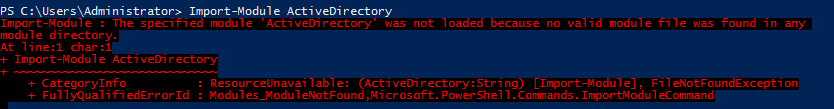 PS C:\Users\Administrator> Import-Module ActiveDirectory
Import-Module : The specified module 'ActiveDirectory' was not loaded because no valid module file was found in any
module directory.
At line:1 char:1
+ Import-Module ActiveDirectory
+ ~~~~~~~~~~~~~~~~~~~~~~~~~~~~~
    + CategoryInfo          : ResourceUnavailable: (ActiveDirectory:String) [Import-Module], FileNotFoundException
    + FullyQualifiedErrorId : Modules_ModuleNotFound,Microsoft.PowerShell.Commands.ImportModuleCommand